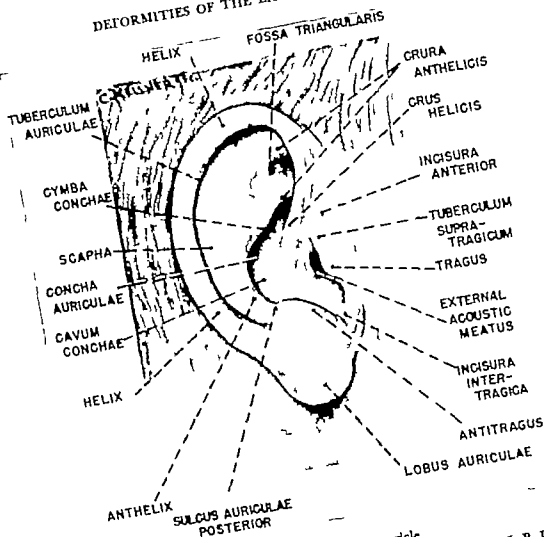 DEFORMITIES OF THE
FOSSA TRIANGULARIS
HELIX
CRURA
ANTHELICIS
TUBERCULUM
AURICULAE
CRUS
HELICIS
CYMBA
CONCHAE
INCISURA
ANTERIOR
SCAPHA
TUBERCULUM
SUPRA-
TRAGICUM
CONCHA
AURICULAE
TRAGUS
CAVUM
CONCHAE
EXTERNAL
ACOUSTIC
MEATUS
HELIX
INCISURA
INTER-
TRAGICA
ANTITRAGUS
LOBUS AURICULAE
ANTHELIX
SULCUS AURICULAE
POSTERIOR